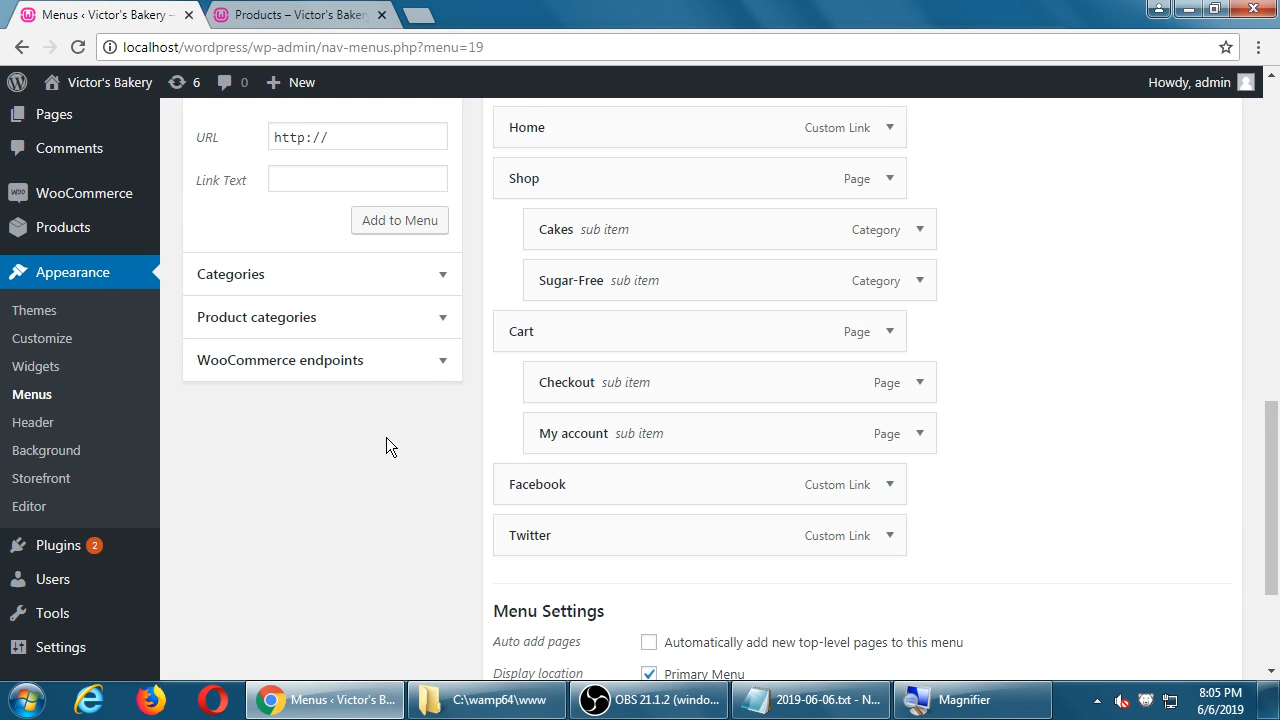 Menus ‹ Victor's Bakery –
Products – Victor's Bakery
localhost/wordpress/wp-admin/nav-menus.php?menu=19
Victor's Bakery
6
0
New
Howdy, admin
Pages
Comments
WooCommerce
Products
Appearance
Themes
Customize
Widgets
Menus
Header
Background
Storefront
Editor
Plugins 2
Users
Tools
Settings
URL
http://
Link Text
Add to Menu
Categories
Product categories
WooCommerce endpoints
Home Custom Link
Shop Page
Cakes sub item Category
Sugar-Free sub item Category
Cart Page
Checkout sub item Page
My account sub item Page
Facebook Custom Link
Twitter Custom Link
Menu Settings
Auto add pages
Automatically add new top-level pages to this menu
Display location
Primary Menu
Menus ‹ Victor's B...
C:\wamp64\www
OBS 21.1.2 (windo...
2019-06-06.txt - N...
Magnifier
8:05 PM
6/6/2019